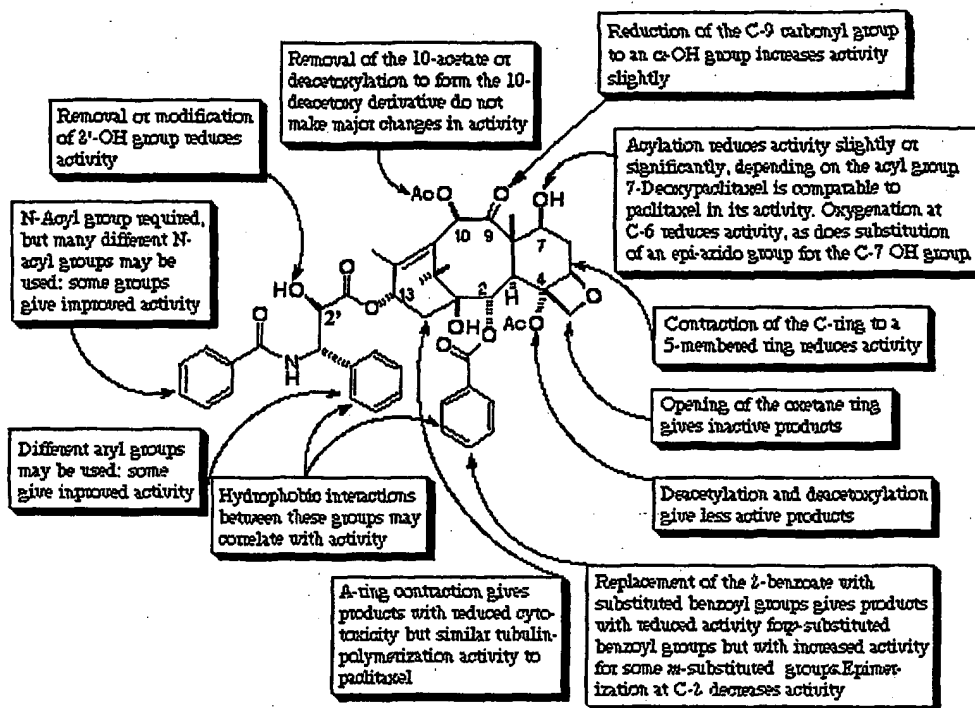 Reduction of the C-9 carbonyl group
to an α-OH group increases activity
slightly
Removal of the 10-acetate or
deacetoxylation to form the 10-
deacetoxy derivative do not
make major changes in activity
Removal or modification
of 2'-OH group reduces
activity
Acylation reduces activity slightly or
significantly, depending on the acyl group
7-Deoxypaclitaxel is comparable to
paclitaxel in its activity. Oxygenation at
C-6 reduces activity, as does substitution
of an epi-azido group for the C-7 OH group
N-Acyl group required,
but many different N-
acyl groups may be
used: some groups
give improved activity
AcO
O
OH
10
9
7
O
HO
O
13
2'
2
H
4
O
O
N
H
OH
O
AcO
O
Contraction of the C-ring to a
5-membered ring reduces activity
Opening of the oxetane ring
gives inactive products
Different aryl groups
may be used: some
give improved activity
Hydrophobic interactions
between these groups may
correlate with activity
Deacetylation and deacetoxylation
give less active products
A-ring contraction gives
products with reduced cyto-
toxicity but similar tubulin-
polymerization activity to
paclitaxel
Replacement of the 2-benzoate with
substituted benzoyl groups gives products
with reduced activity for p-substituted
benzoyl groups but with increased activity
for some m-substituted groups.Epimer-
ization at C-2 decreases activity